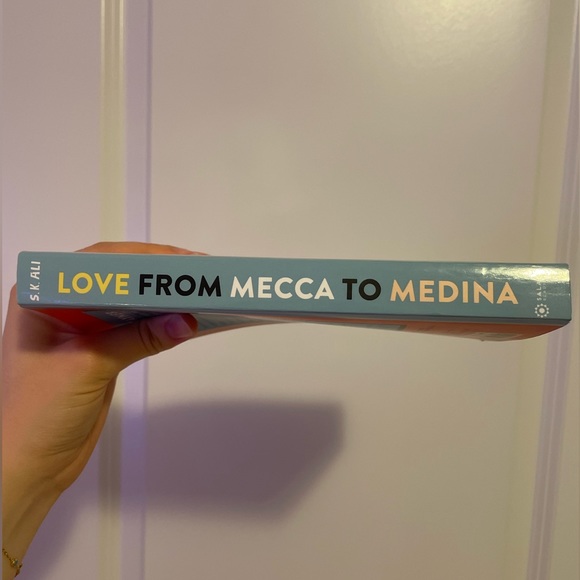 S.K. ALI
LOVE FROM MECCA TO MEDINA